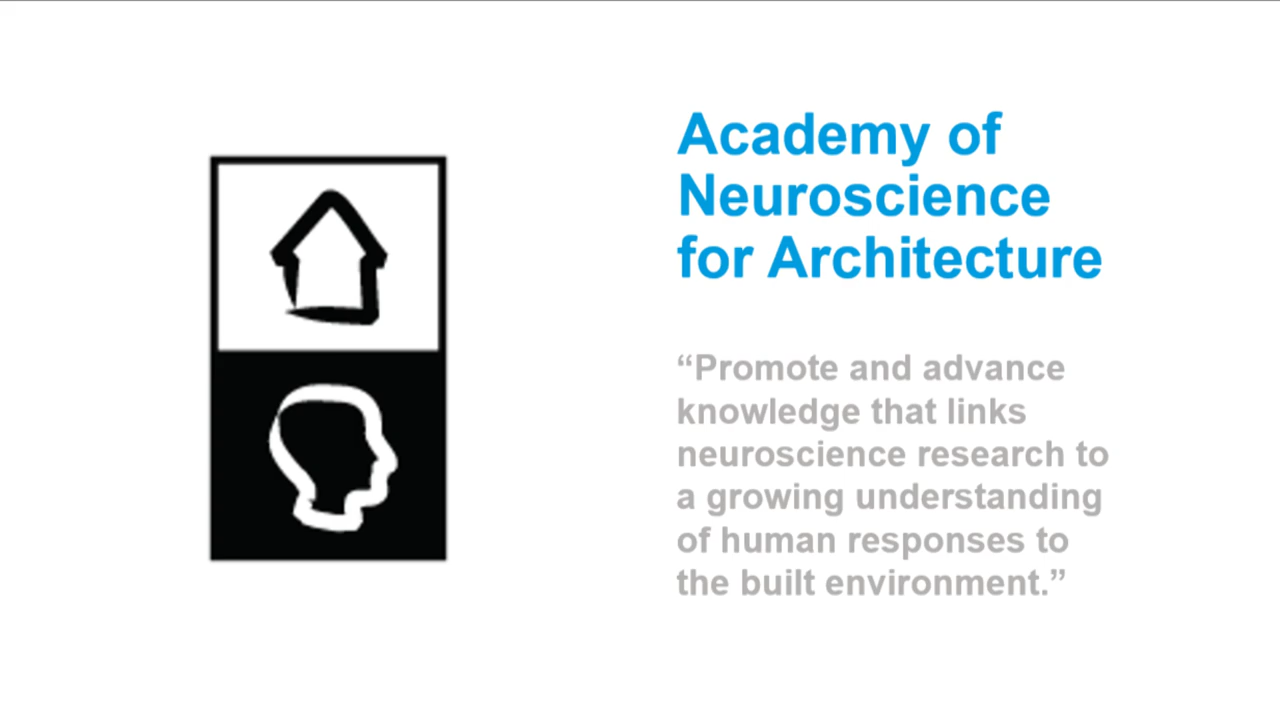 Academy of
Neuroscience
for Architecture
“Promote and advance
knowledge that links
neuroscience research to
a growing understanding
of human responses to
the built environment.”